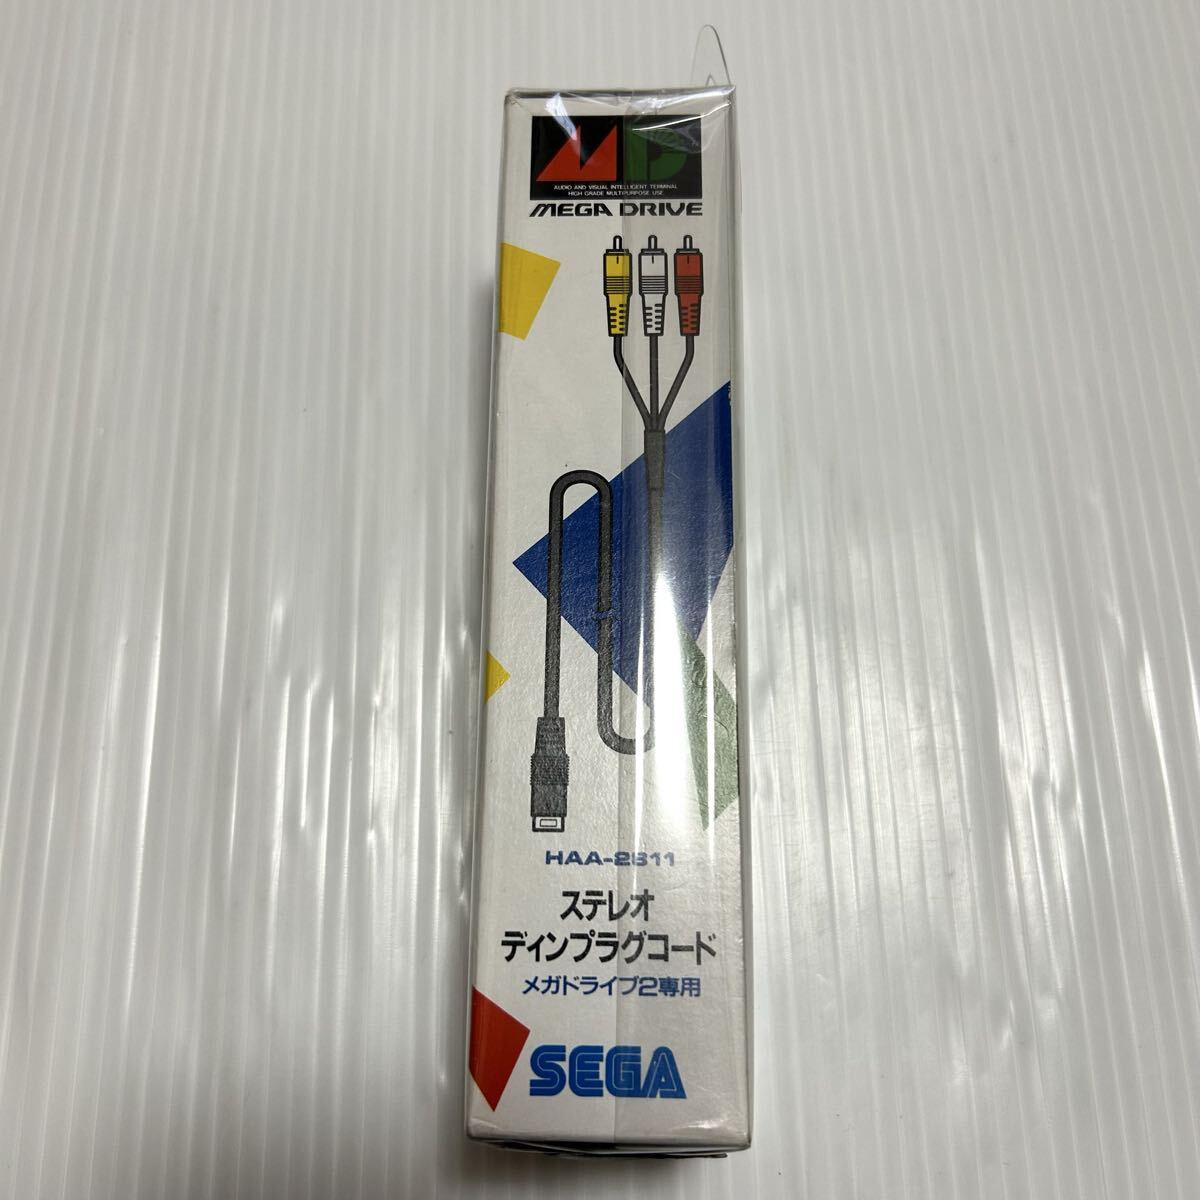 MD
AUDIO AND VISUAL INTELLIGENT TERMINAL
HIGH GRADE MULTIPURPOSE USE
MEGA DRIVE
HAA-2811
ステレオ
ディンプラグコード
メガドライブ2専用
SEGA